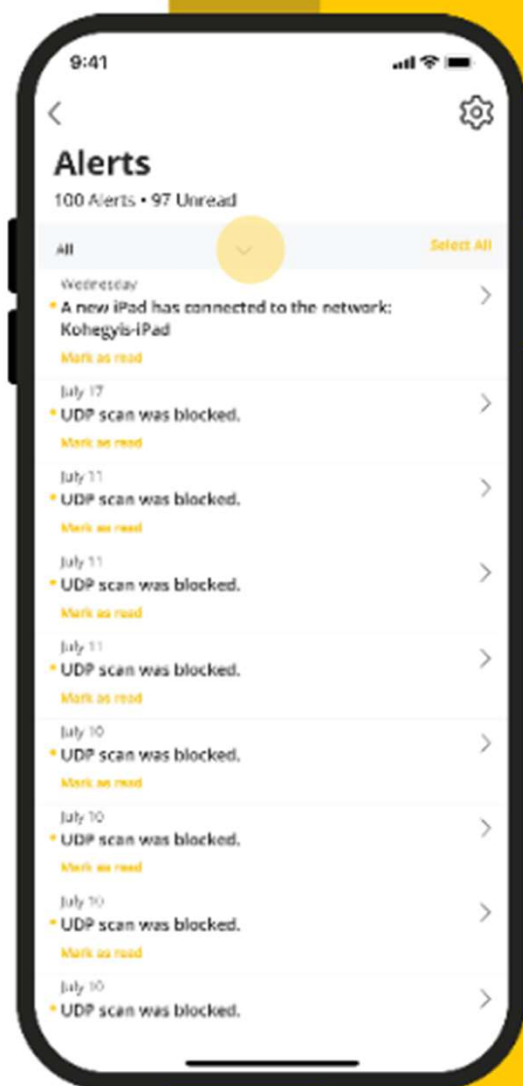 9:41
Alerts
100 Alerts • 97 Unread
All
Select All
Wednesday
A new iPad has connected to the network:
Kohegyis-iPad
Mark as read
July 17
UDP scan was blocked.
Mark as read
July 11
UDP scan was blocked.
Mark as read
July 11
UDP scan was blocked.
Mark as read
July 11
UDP scan was blocked.
Mark as read
July 10
UDP scan was blocked.
Mark as read
July 10
UDP scan was blocked.
Mark as read
July 10
UDP scan was blocked.
Mark as read
July 10
UDP scan was blocked.